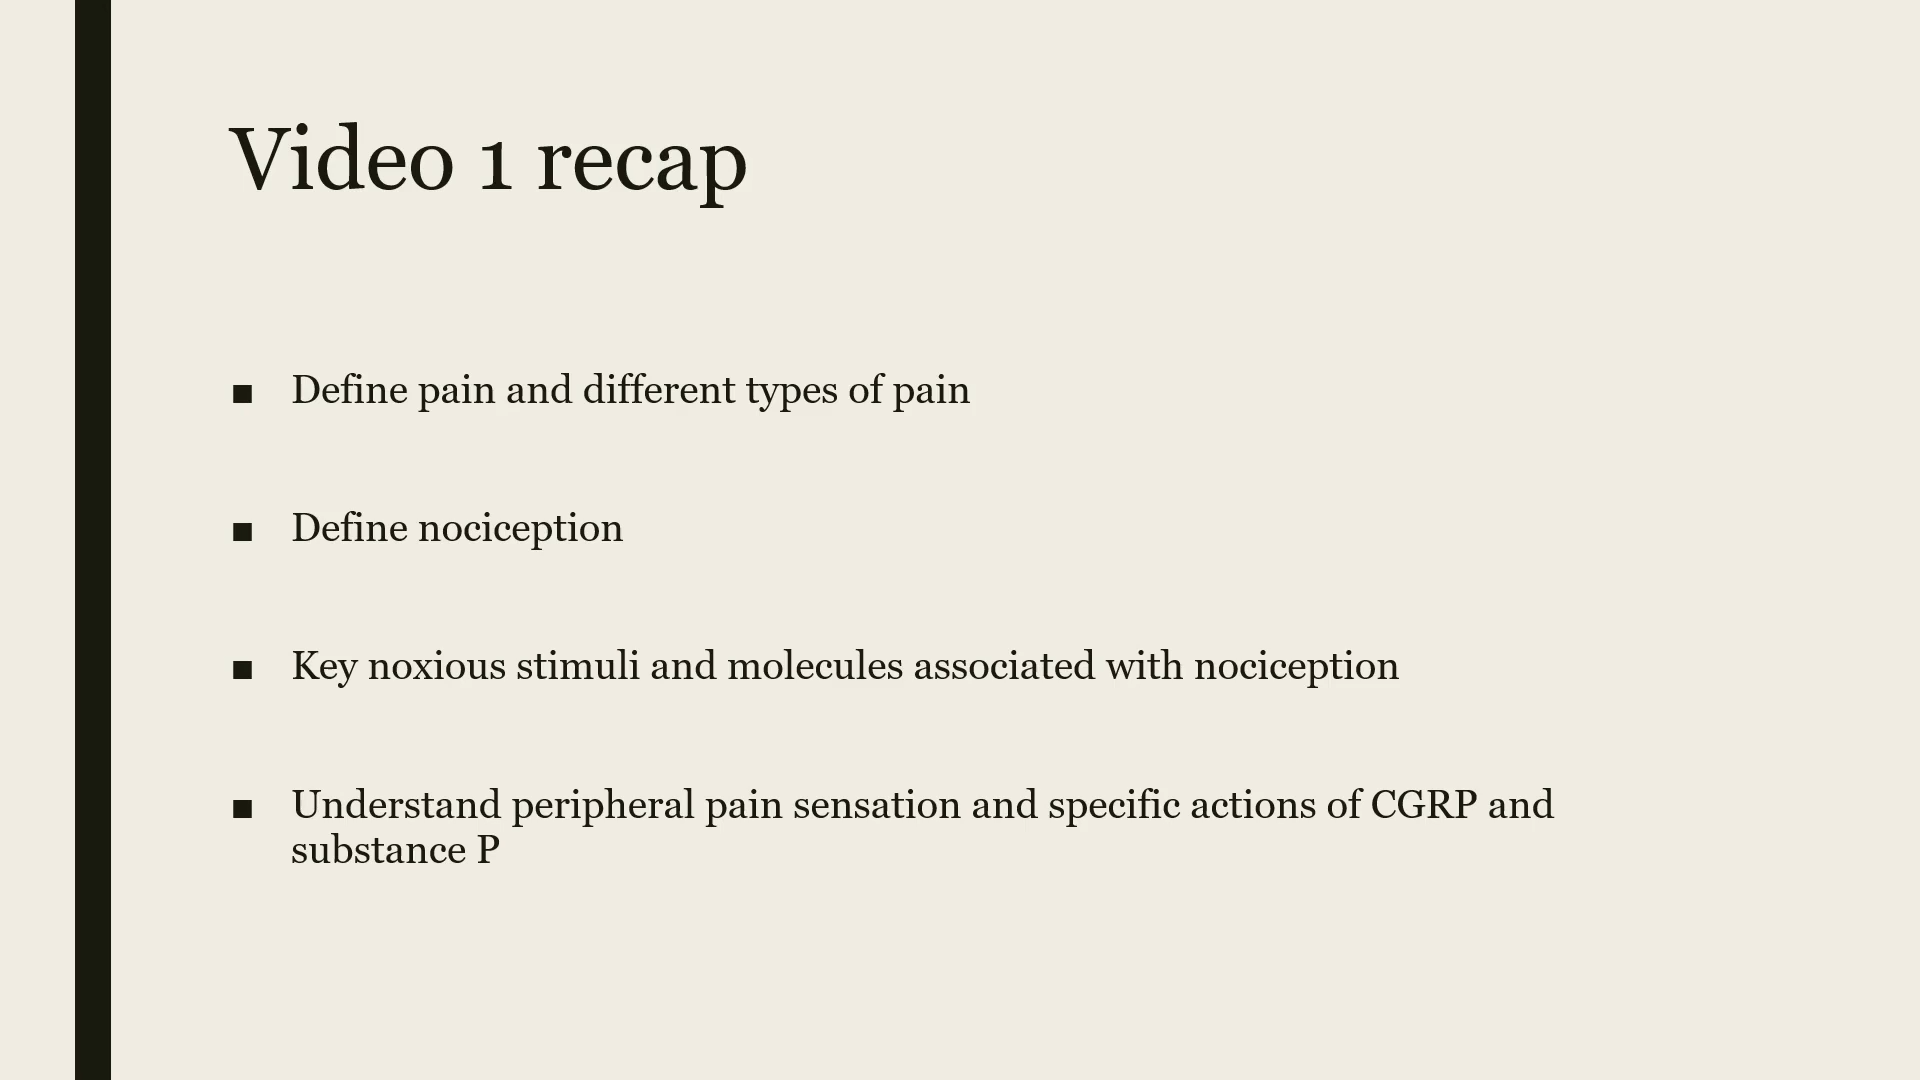 Video 1 recap
■ Define pain and different types of pain
■ Define nociception
■ Key noxious stimuli and molecules associated with nociception
■ Understand peripheral pain sensation and specific actions of CGRP and
substance P